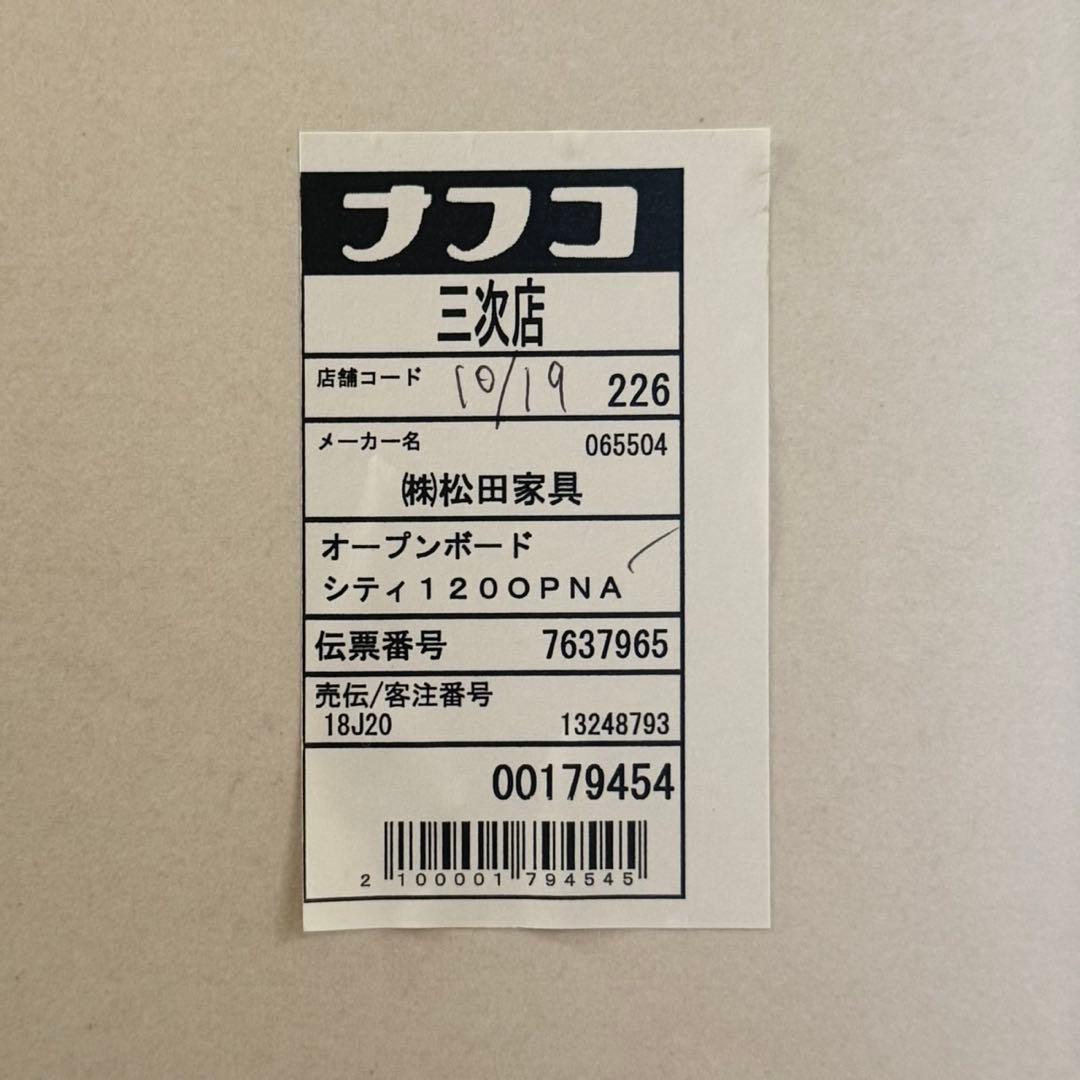 ナフコ
三次店
店舗コード 10/19 226
メーカー名 065504
㈱松田家具
オープンボード
シティ120OPNA
伝票番号 7637965
売伝/客注番号
18J20 13248793
00179454
2 100001 794545